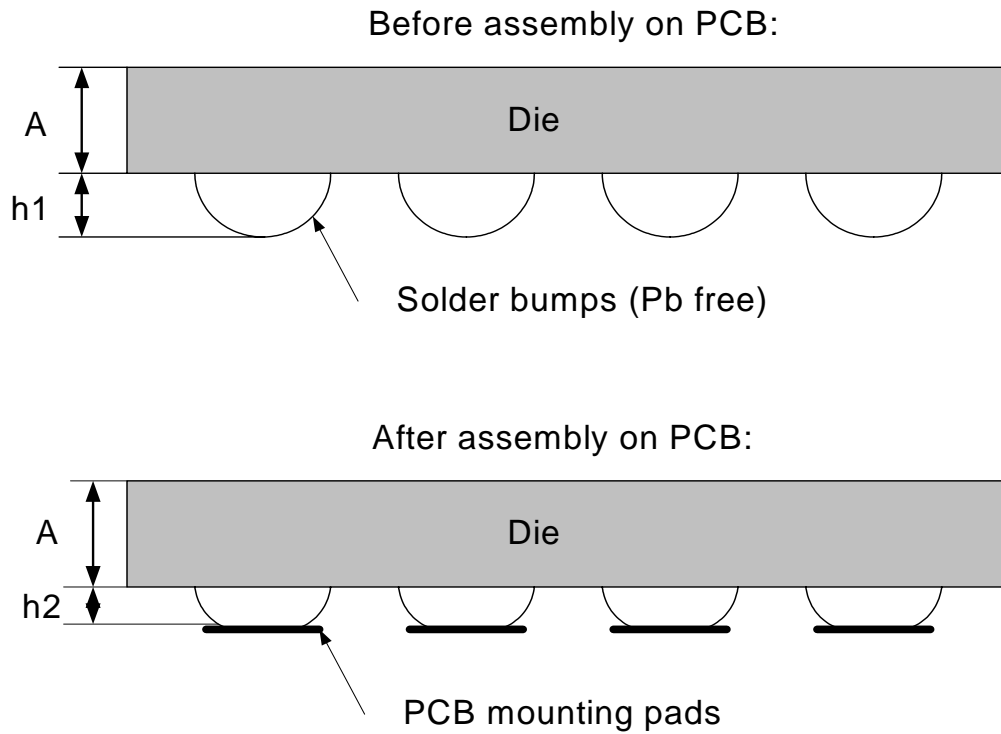 Before assembly on PCB:
A
Die
h1
Solder bumps (Pb free)
After assembly on PCB:
A
Die
h2
PCB mounting pads